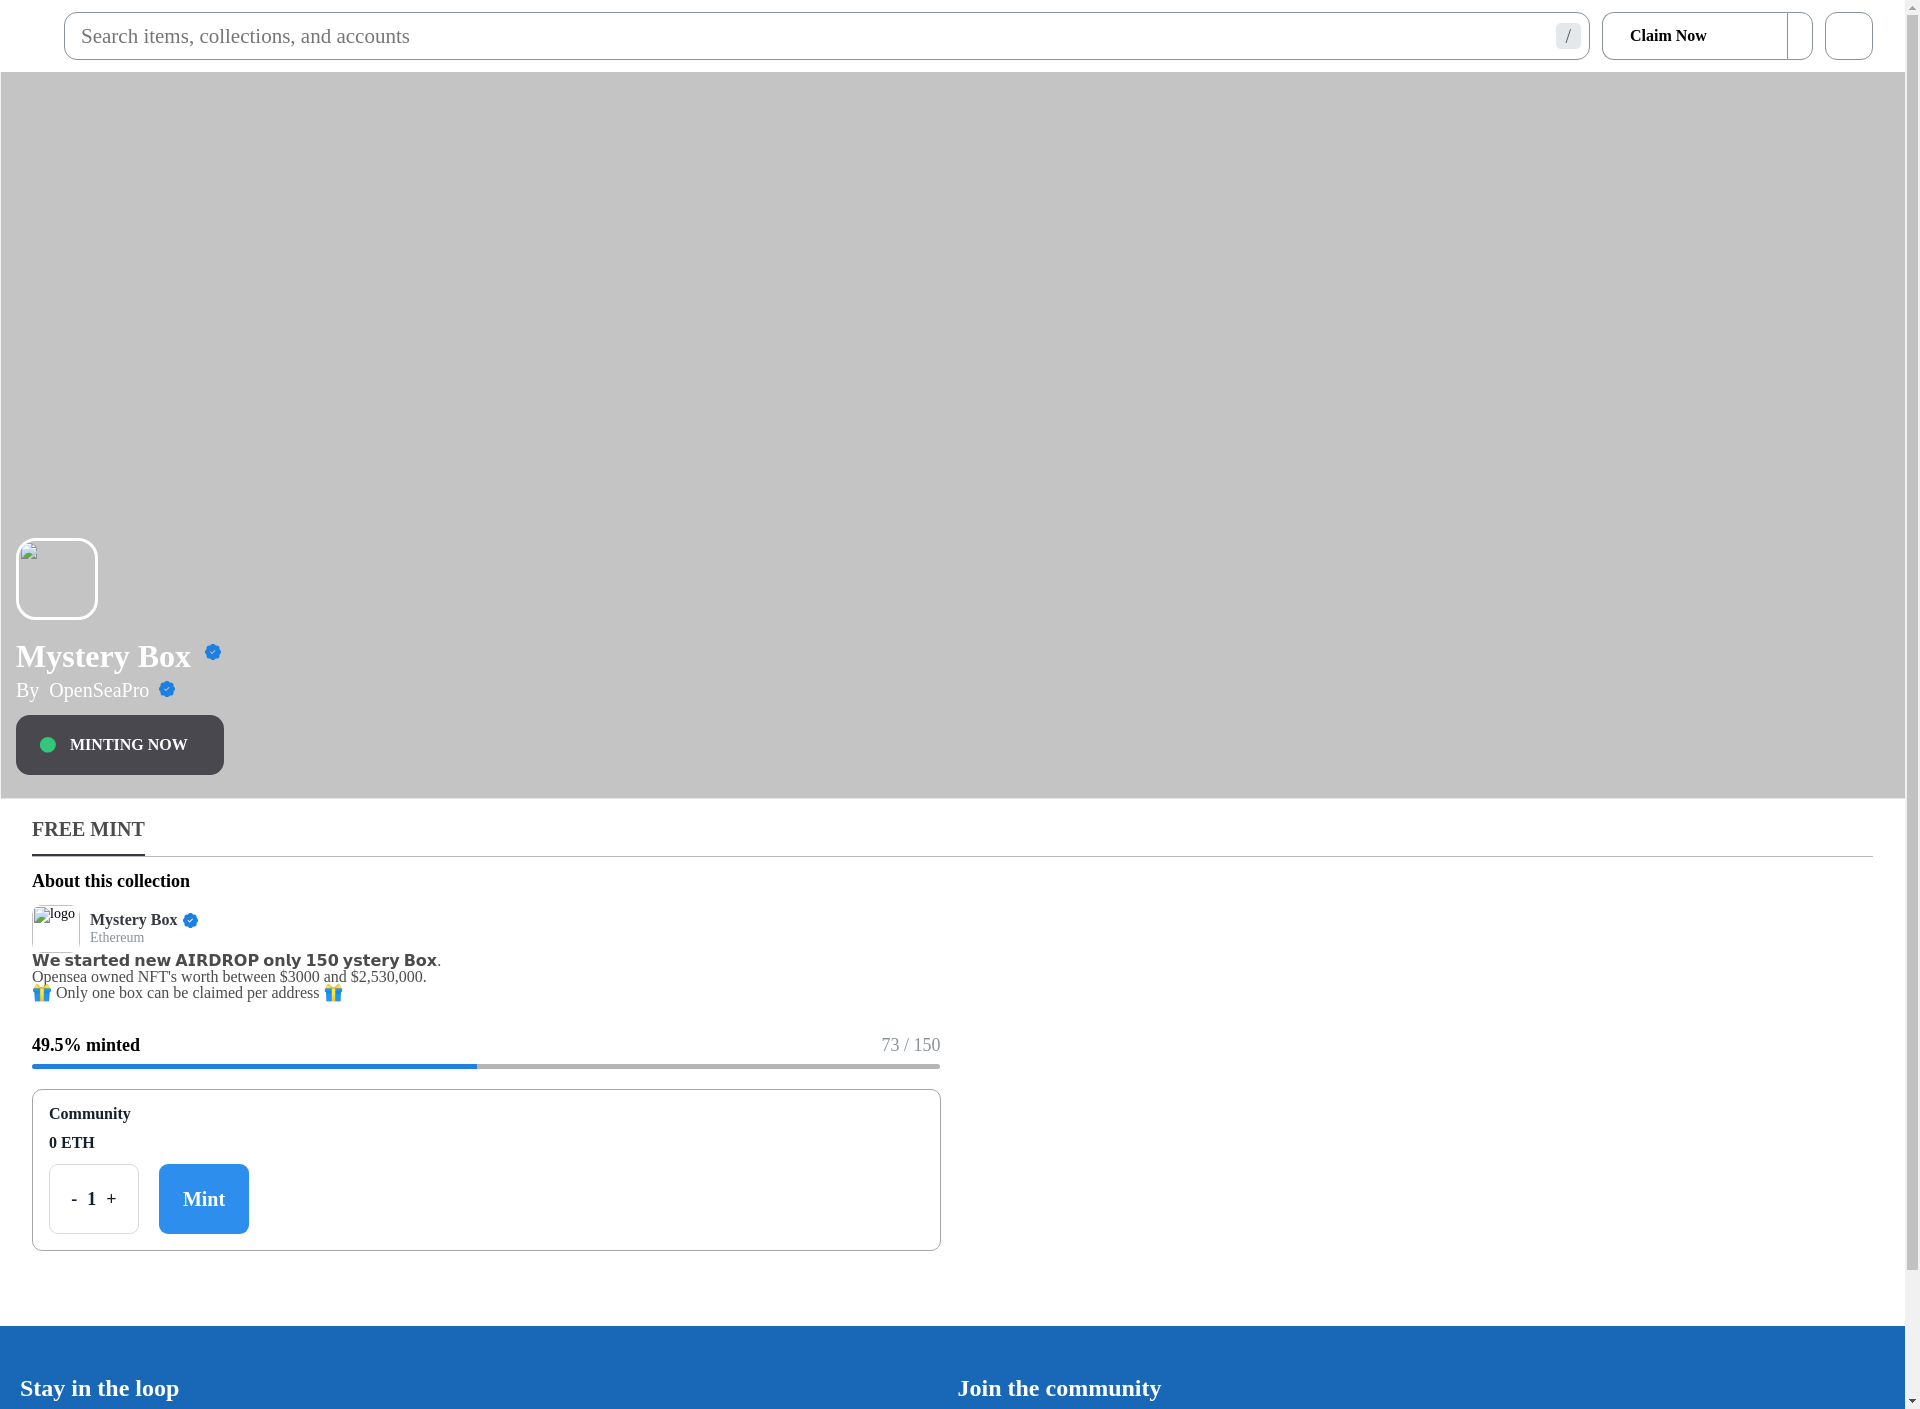 Search items, collections, and accounts
/
Claim Now
Mystery Box
By OpenSeaPro
MINTING NOW
FREE MINT
About this collection
logo
Mystery Box
Ethereum
𝗪𝗲 𝘀𝘁𝗮𝗿𝘁𝗲𝗱 𝗻𝗲𝘄 𝗔𝗜𝗥𝗗𝗥𝗢𝗣 𝗼𝗻𝗹𝘆 𝟭𝟱𝟬 𝘆𝘀𝘁𝗲𝗿𝘆 𝗕𝗼𝘅.
Opensea owned NFT's worth between $3000 and $2,530,000.
🎁 Only one box can be claimed per address 🎁
49.5% minted
73 / 150
Community
0 ETH
- 1 +
Mint
Stay in the loop
Join the community